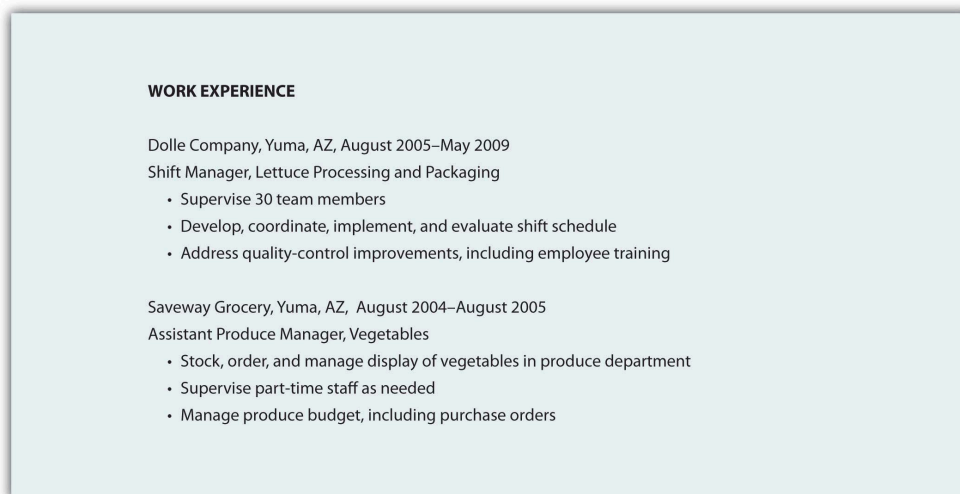 WORK EXPERIENCE
Dolle Company, Yuma, AZ, August 2005–May 2009
Shift Manager, Lettuce Processing and Packaging
• Supervise 30 team members
• Develop, coordinate, implement, and evaluate shift schedule
• Address quality-control improvements, including employee training
Saveway Grocery, Yuma, AZ,  August 2004–August 2005
Assistant Produce Manager, Vegetables
• Stock, order, and manage display of vegetables in produce department
• Supervise part-time staff as needed
• Manage produce budget, including purchase orders